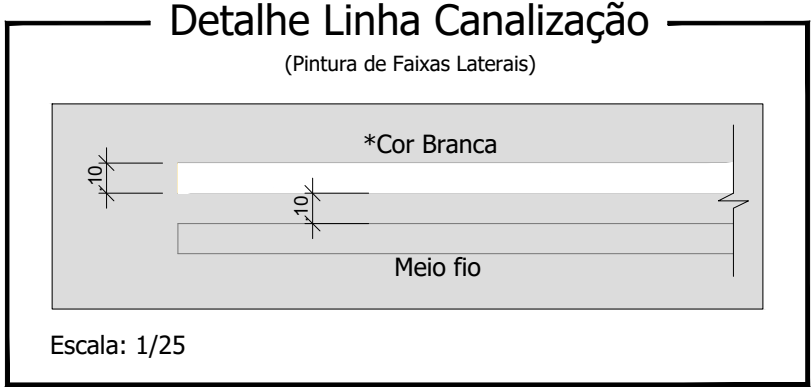 Detalhe Linha Canalização
(Pintura de Faixas Laterais)
*Cor Branca
,10
,10
Meio fio
Escala: 1/25